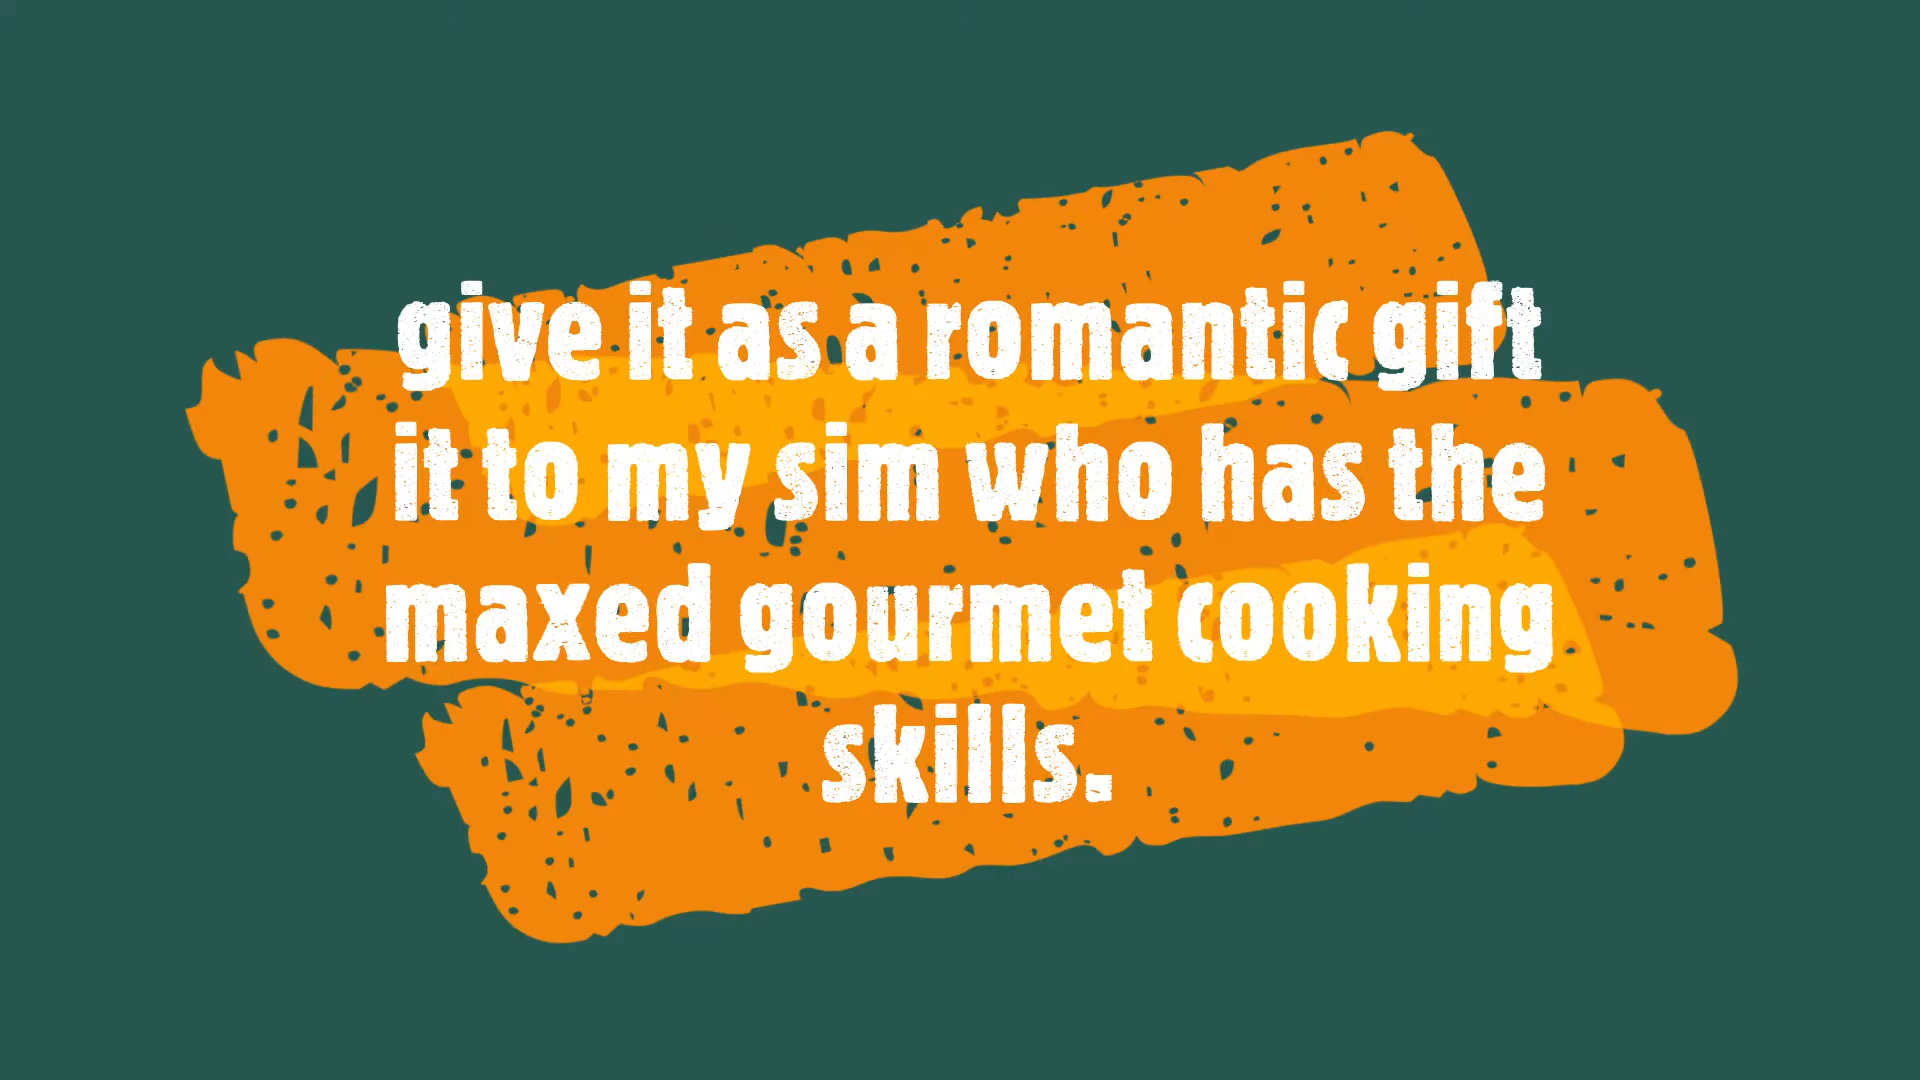 give it as a romantic gift
it to my sim who has the
maxed gourmet cooking
skills.